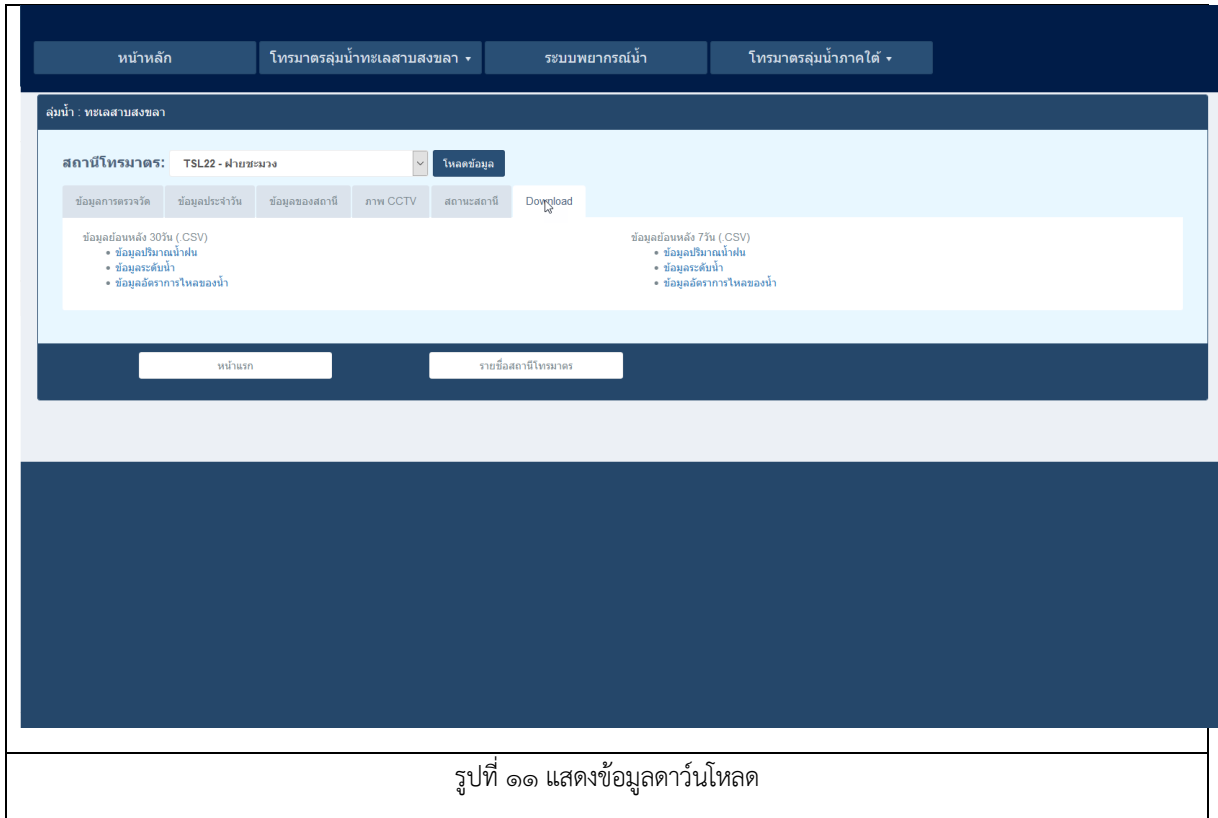 หน้าหลัก โทรมาตรลุ่มน้ำทะเลสาบสงขลา ระบบพยากรณ์น้ำ โทรมาตรลุ่มน้ำภาคใต้
ลุ่มน้ำ : ทะเลสาบสงขลา
สถานีโทรมาตร: TSL22 - ฝายชะมวง โหลดข้อมูล
ข้อมูลการตรวจวัด ข้อมูลประจำวัน ข้อมูลของสถานี ภาพ CCTV สถานะสถานี Download
ข้อมูลย้อนหลัง 30วัน (.CSV)
• ข้อมูลปริมาณน้ำฝน
• ข้อมูลระดับน้ำ
• ข้อมูลอัตราการไหลของน้ำ
ข้อมูลย้อนหลัง 7วัน (.CSV)
• ข้อมูลปริมาณน้ำฝน
• ข้อมูลระดับน้ำ
• ข้อมูลอัตราการไหลของน้ำ
หน้าแรก รายชื่อสถานีโทรมาตร
รูปที่ ๑๑ แสดงข้อมูลดาว์นโหลด